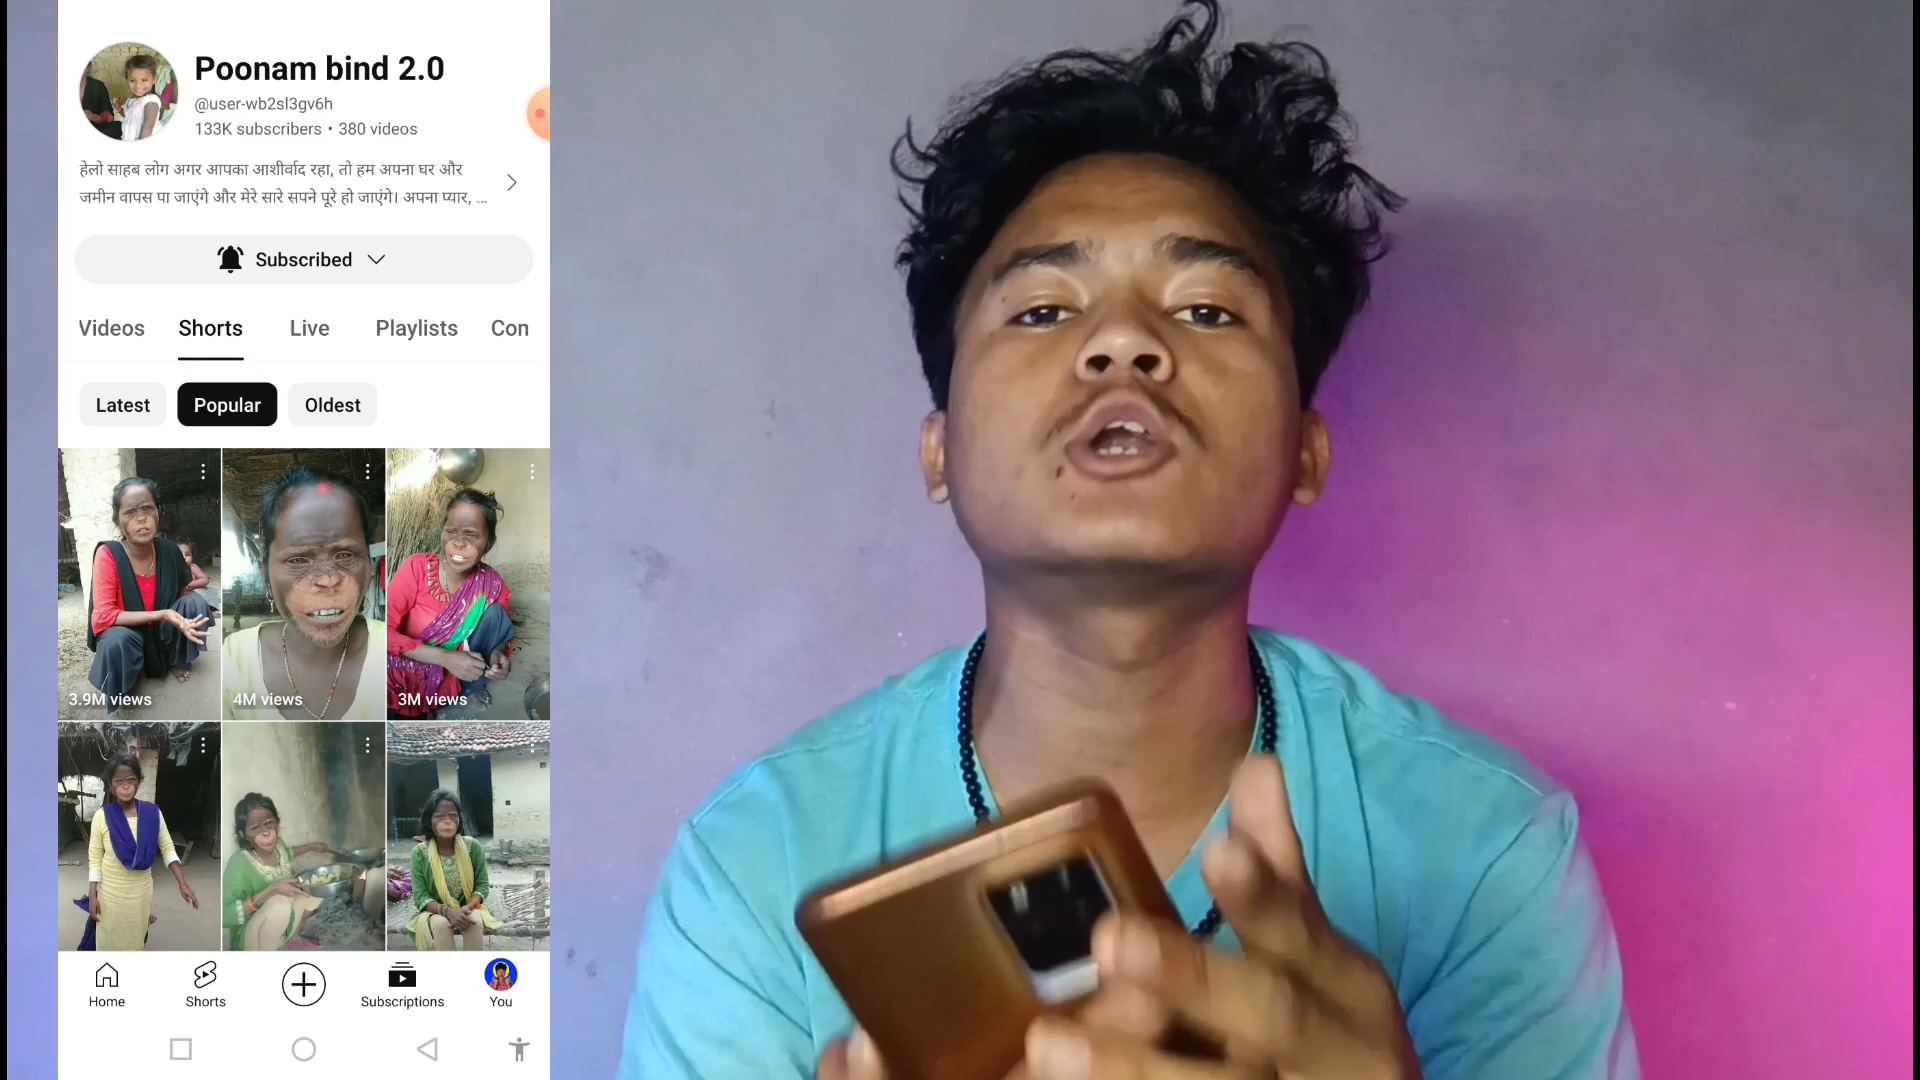 Poonam bind 2.0
@user-wb2sl3gv6h
133K subscribers • 380 videos
हेलो साहब लोग अगर आपका आशीर्वाद रहा, तो हम अपना घर और
जमीन वापस पा जाएंगे और मेरे सारे सपने पूरे हो जाएंगे। अपना प्यार, ...
Subscribed
Videos Shorts Live Playlists Con
Latest Popular Oldest
3.9M views 4M views 3M views
Home Shorts Subscriptions You